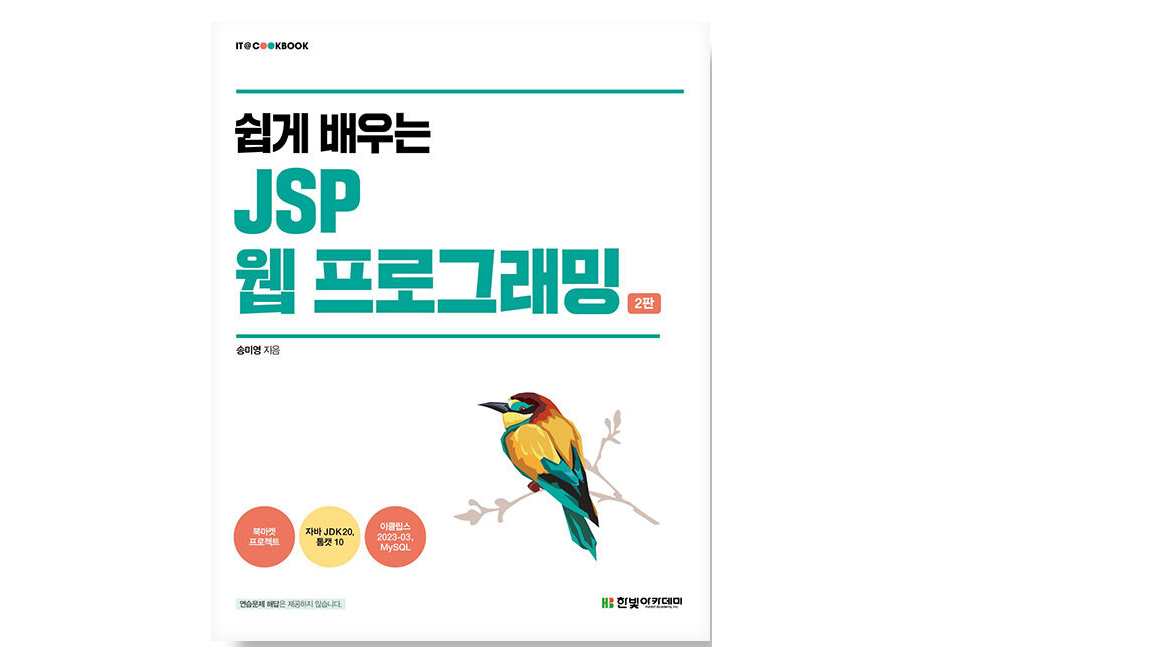 IT@COOKBOOK
쉽게 배우는
JSP
웹 프로그래밍 2판
송미영 지음
북마켓
프로젝트
자바 JDK 20,
톰캣 10
이클립스
2023-03,
MySQL
연습문제 해답은 제공하지 않습니다.
한빛아카데미
Hanbit Academy, Inc.